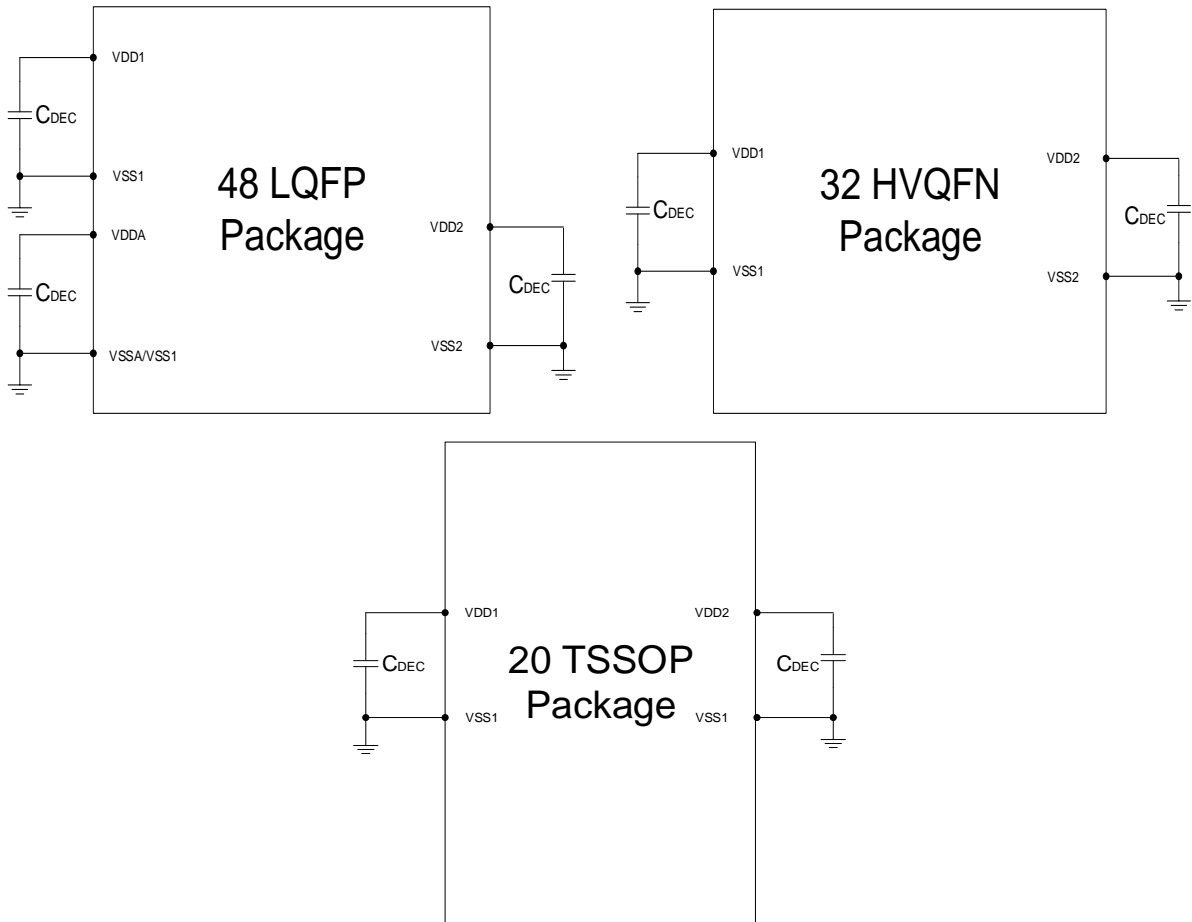 VDD1
CDEC
VSS1
VDDA
CDEC
VSSA/VSS1
48 LQFP
Package
VDD2
CDEC
VSS2
VDD1
CDEC
VSS1
32 HVQFN
Package
VDD2
CDEC
VSS2
VDD1
CDEC
VSS1
20 TSSOP
Package
VDD2
CDEC
VSS1